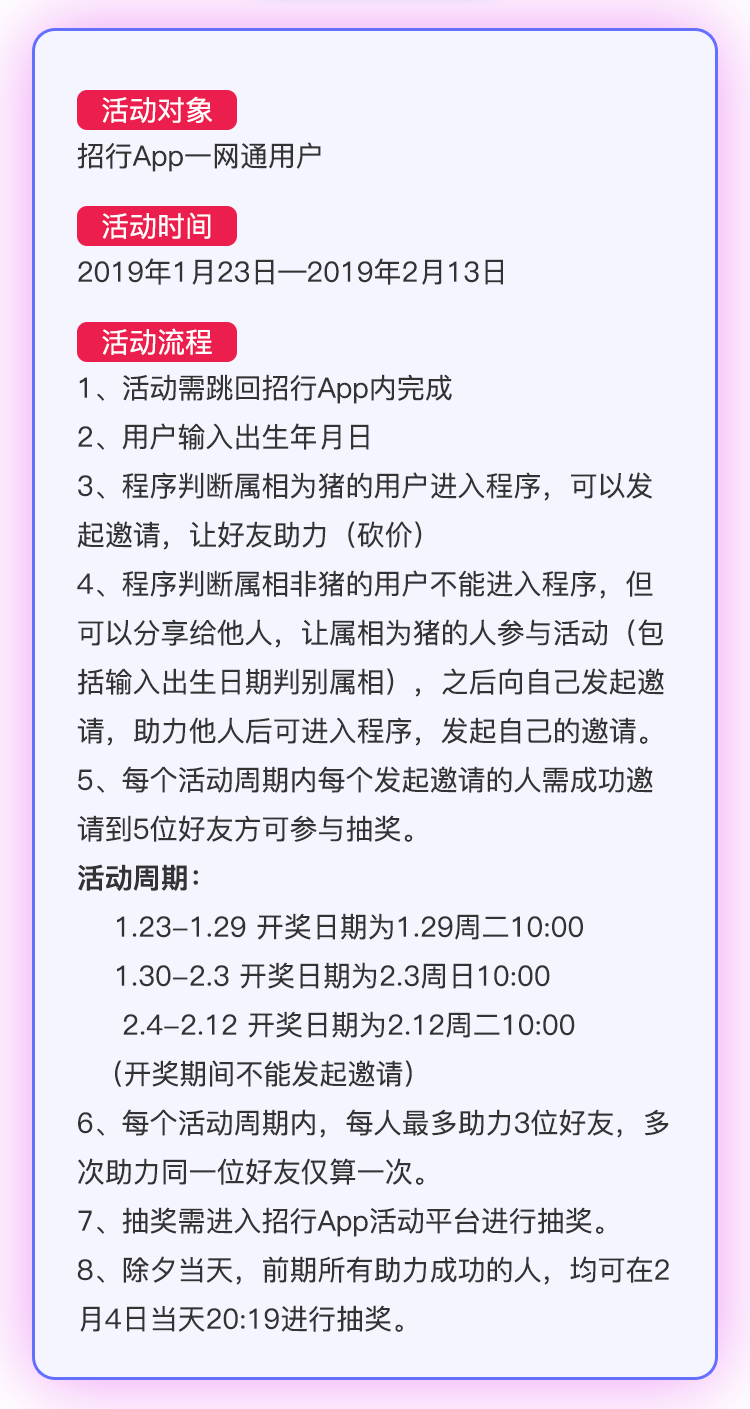 活动对象
招行App一网通用户
活动时间
2019年1月23日—2019年2月13日
活动流程
1、活动需跳回招行App内完成
2、用户输入出生年月日
3、程序判断属相为猪的用户进入程序，可以发
起邀请，让好友助力（砍价）
4、程序判断属相非猪的用户不能进入程序，但
可以分享给他人，让属相为猪的人参与活动（包
括输入出生日期判别属相），之后向自己发起邀
请，助力他人后可进入程序，发起自己的邀请。
5、每个活动周期内每个发起邀请的人需成功邀
请到5位好友方可参与抽奖。
活动周期：
1.23–1.29 开奖日期为1.29周二10:00
1.30–2.3 开奖日期为2.3周日10:00
2.4–2.12 开奖日期为2.12周二10:00
（开奖期间不能发起邀请）
6、每个活动周期内，每人最多助力3位好友，多
次助力同一位好友仅算一次。
7、抽奖需进入招行App活动平台进行抽奖。
8、除夕当天，前期所有助力成功的人，均可在2
月4日当天20:19进行抽奖。